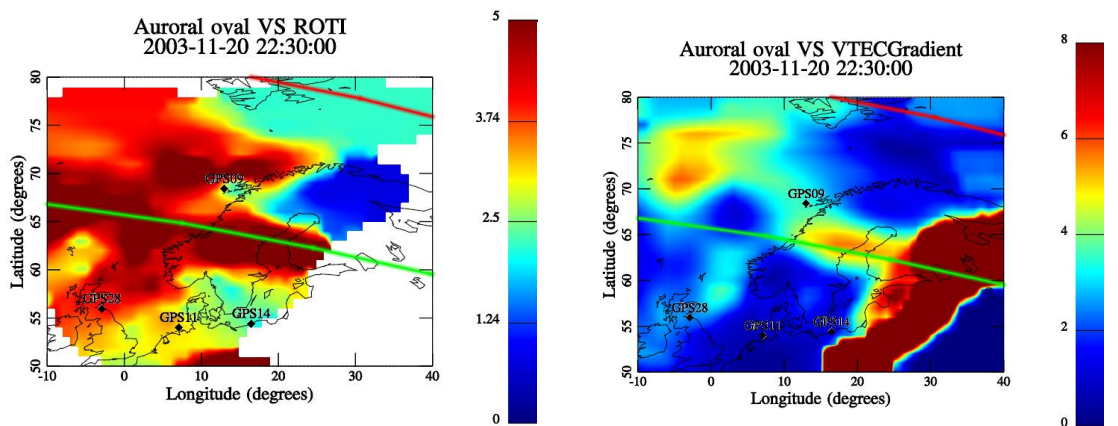 Auroral oval VS ROTI
2003-11-20 22:30:00
5
3.74
2.5
1.24
0
80
75
70
65
60
55
50
Latitude (degrees)
-10 0 10 20 30 40
Longitude (degrees)
GPS09
GPS28
GPS11
GPS14
Auroral oval VS VTECGradient
2003-11-20 22:30:00
8
6
4
2
0
80
75
70
65
60
55
50
Latitude (degrees)
-10 0 10 20 30 40
Longitude (degrees)
GPS09
GPS28
GPS11
GPS14